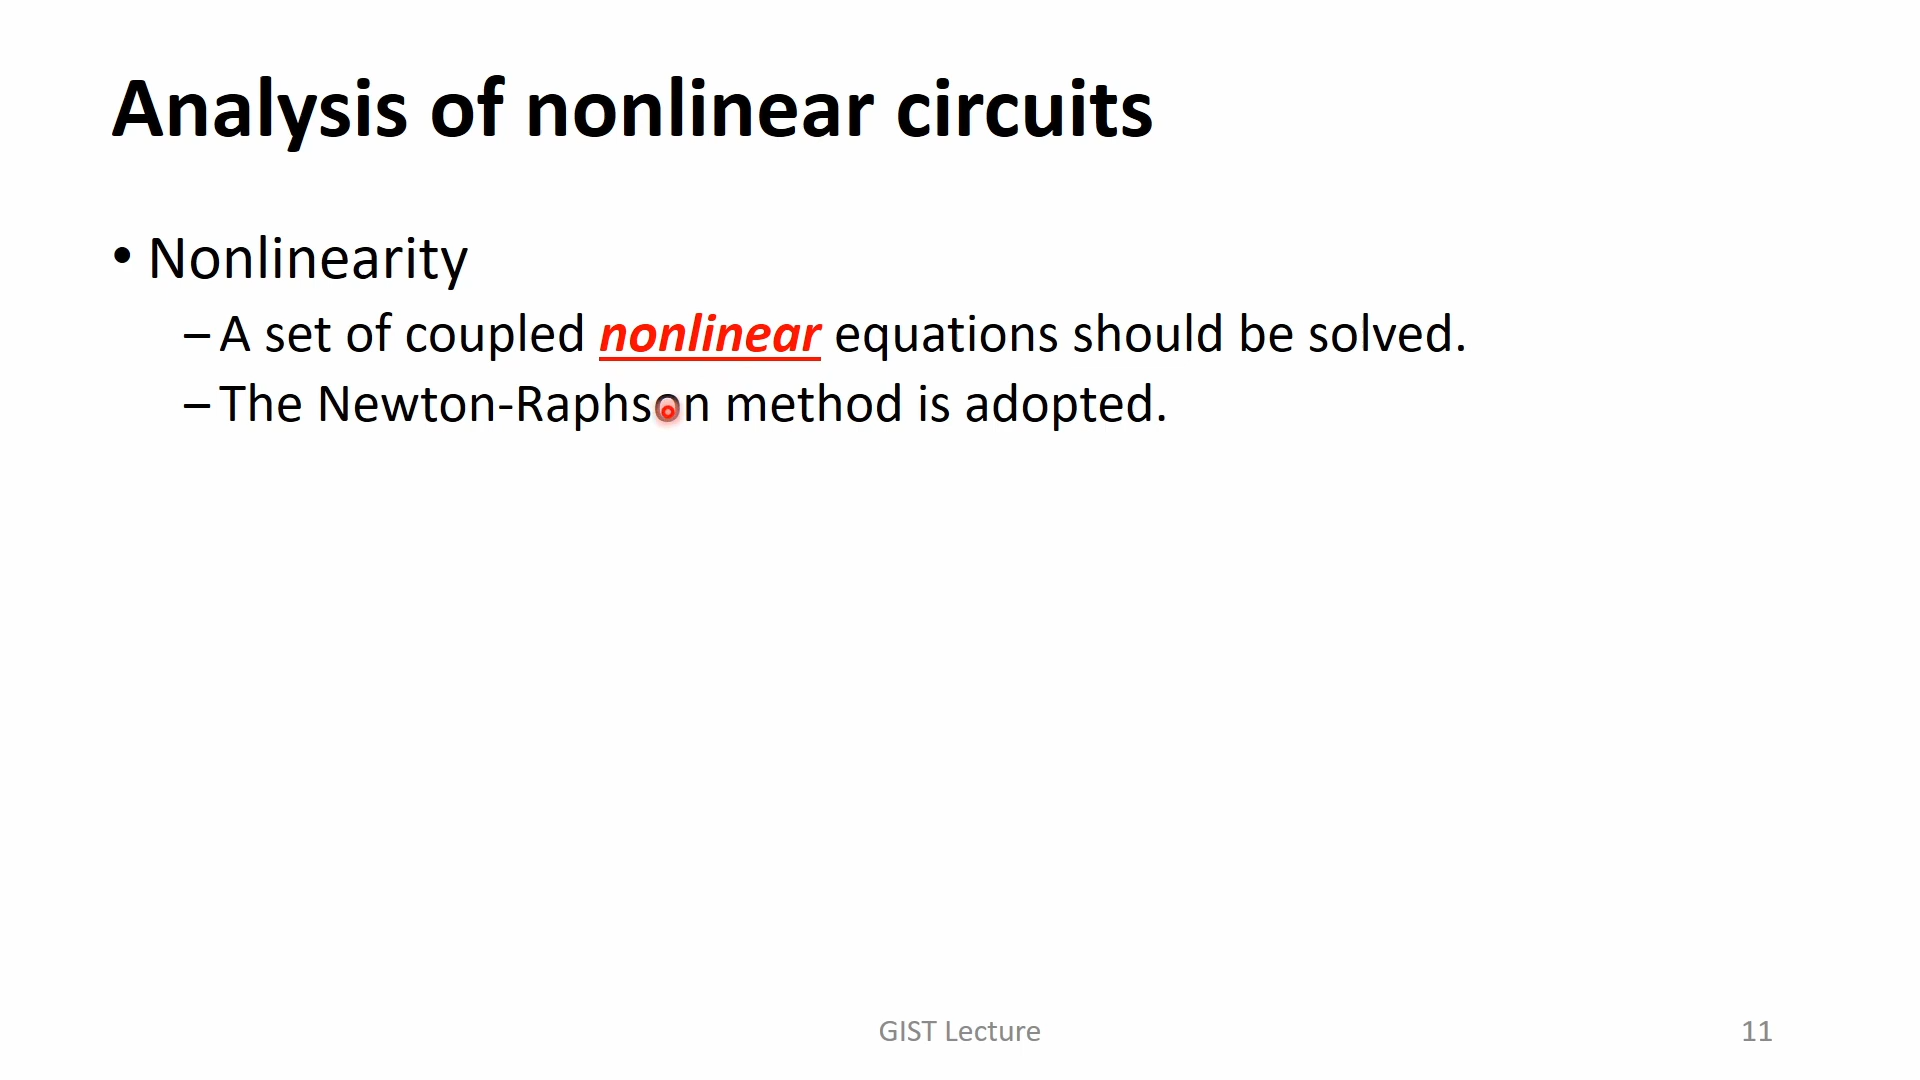 Analysis of nonlinear circuits
• Nonlinearity
– A set of coupled nonlinear equations should be solved.
– The Newton-Raphson method is adopted.
GIST Lecture
11